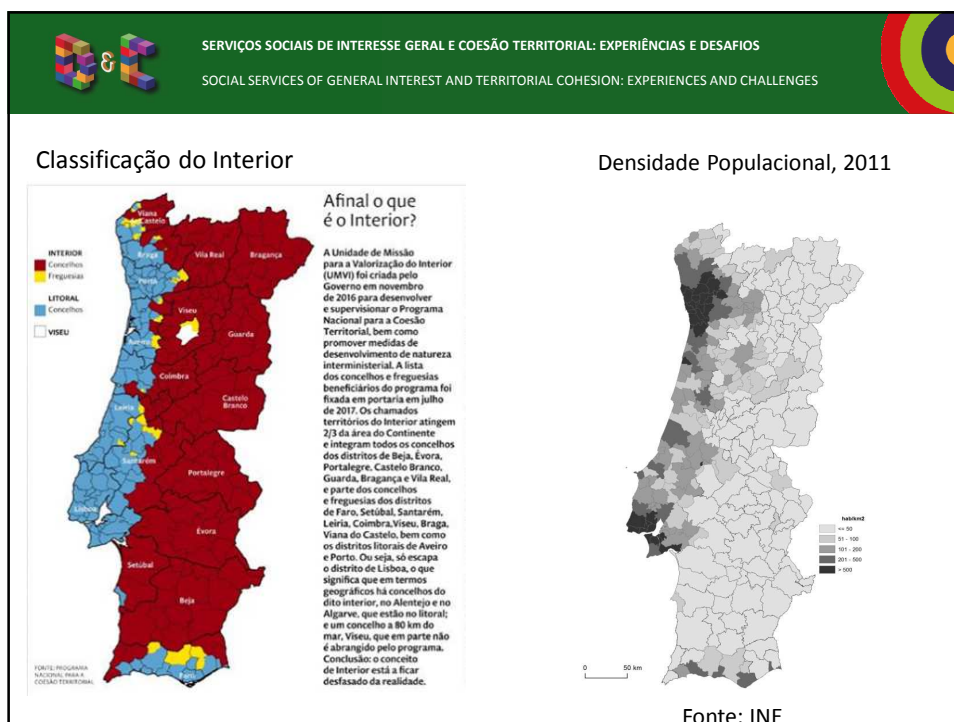 D&C
SERVIÇOS SOCIAIS DE INTERESSE GERAL E COESÃO TERRITORIAL: EXPERIÊNCIAS E DESAFIOS
SOCIAL SERVICES OF GENERAL INTEREST AND TERRITORIAL COHESION: EXPERIENCES AND CHALLENGES
Classificação do Interior
Afinal o que
é o Interior?
A Unidade de Missão
para a Valorização do Interior
(UMVI) foi criada pelo
Governo em novembro
de 2016 para desenvolver
e supervisionar o Programa
Nacional para a Coesão
Territorial, bem como
promover medidas de
desenvolvimento de natureza
interministerial. A lista
dos concelhos e freguesias
beneficiários do programa foi
fixada em portaria em julho
de 2017. Os chamados
territórios do Interior atingem
2/3 da área do Continente
e integram todos os concelhos
dos distritos de Beja, Évora,
Portalegre, Castelo Branco,
Guarda, Bragança e Vila Real,
e parte dos concelhos
e freguesias dos distritos
de Faro, Setúbal, Santarém,
Leiria, Coimbra,Viseu, Braga,
Viana do Castelo, bem como
os distritos litorais de Aveiro
e Porto. Ou seja, só escapa
o distrito de Lisboa, o que
significa que em termos
geográficos há concelhos do
dito interior, no Alentejo e no
Algarve, que estão no litoral;
e um concelho a 80 km do
mar, Viseu, que em parte não
é abrangido pelo programa.
Conclusão: o conceito
de Interior está a ficar
desfasado da realidade.
INTERIOR
Concelhos
Freguesias
LITORAL
Concelhos
VISEU
Viana
do Castelo
Braga
Vila Real
Bragança
Porto
Viseu
Aveiro
Guarda
Coimbra
Castelo
Branco
Leiria
Santarém
Portalegre
Lisboa
Évora
Setúbal
Beja
Faro
FONTE: PROGRAMA
NACIONAL PARA A
COESÃO TERRITORIAL
Densidade Populacional, 2011
hab/km2
<= 50
51 - 100
101 - 200
201 - 500
> 500
0 50 km
Fonte: INE